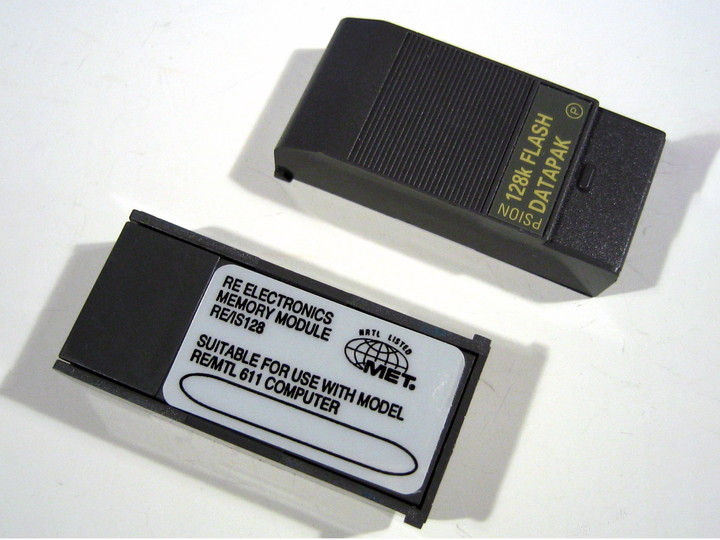 128k FLASH
DATAPAK
PSION
P
RE ELECTRONICS
MEMORY MODULE
RE/IS128
NRTL LISTED
MET.
SUITABLE FOR USE WITH MODEL
RE/MTL 611 COMPUTER